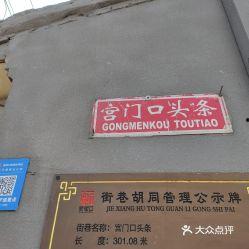 宫门口头条
GONGMENKOU TOUTIAO
街巷胡同管理公示牌
JIE XIANG HU TONG GUAN LI GONG SHI PAI
街巷名称：宫门口头条
长　度：301.08 米
大众点评